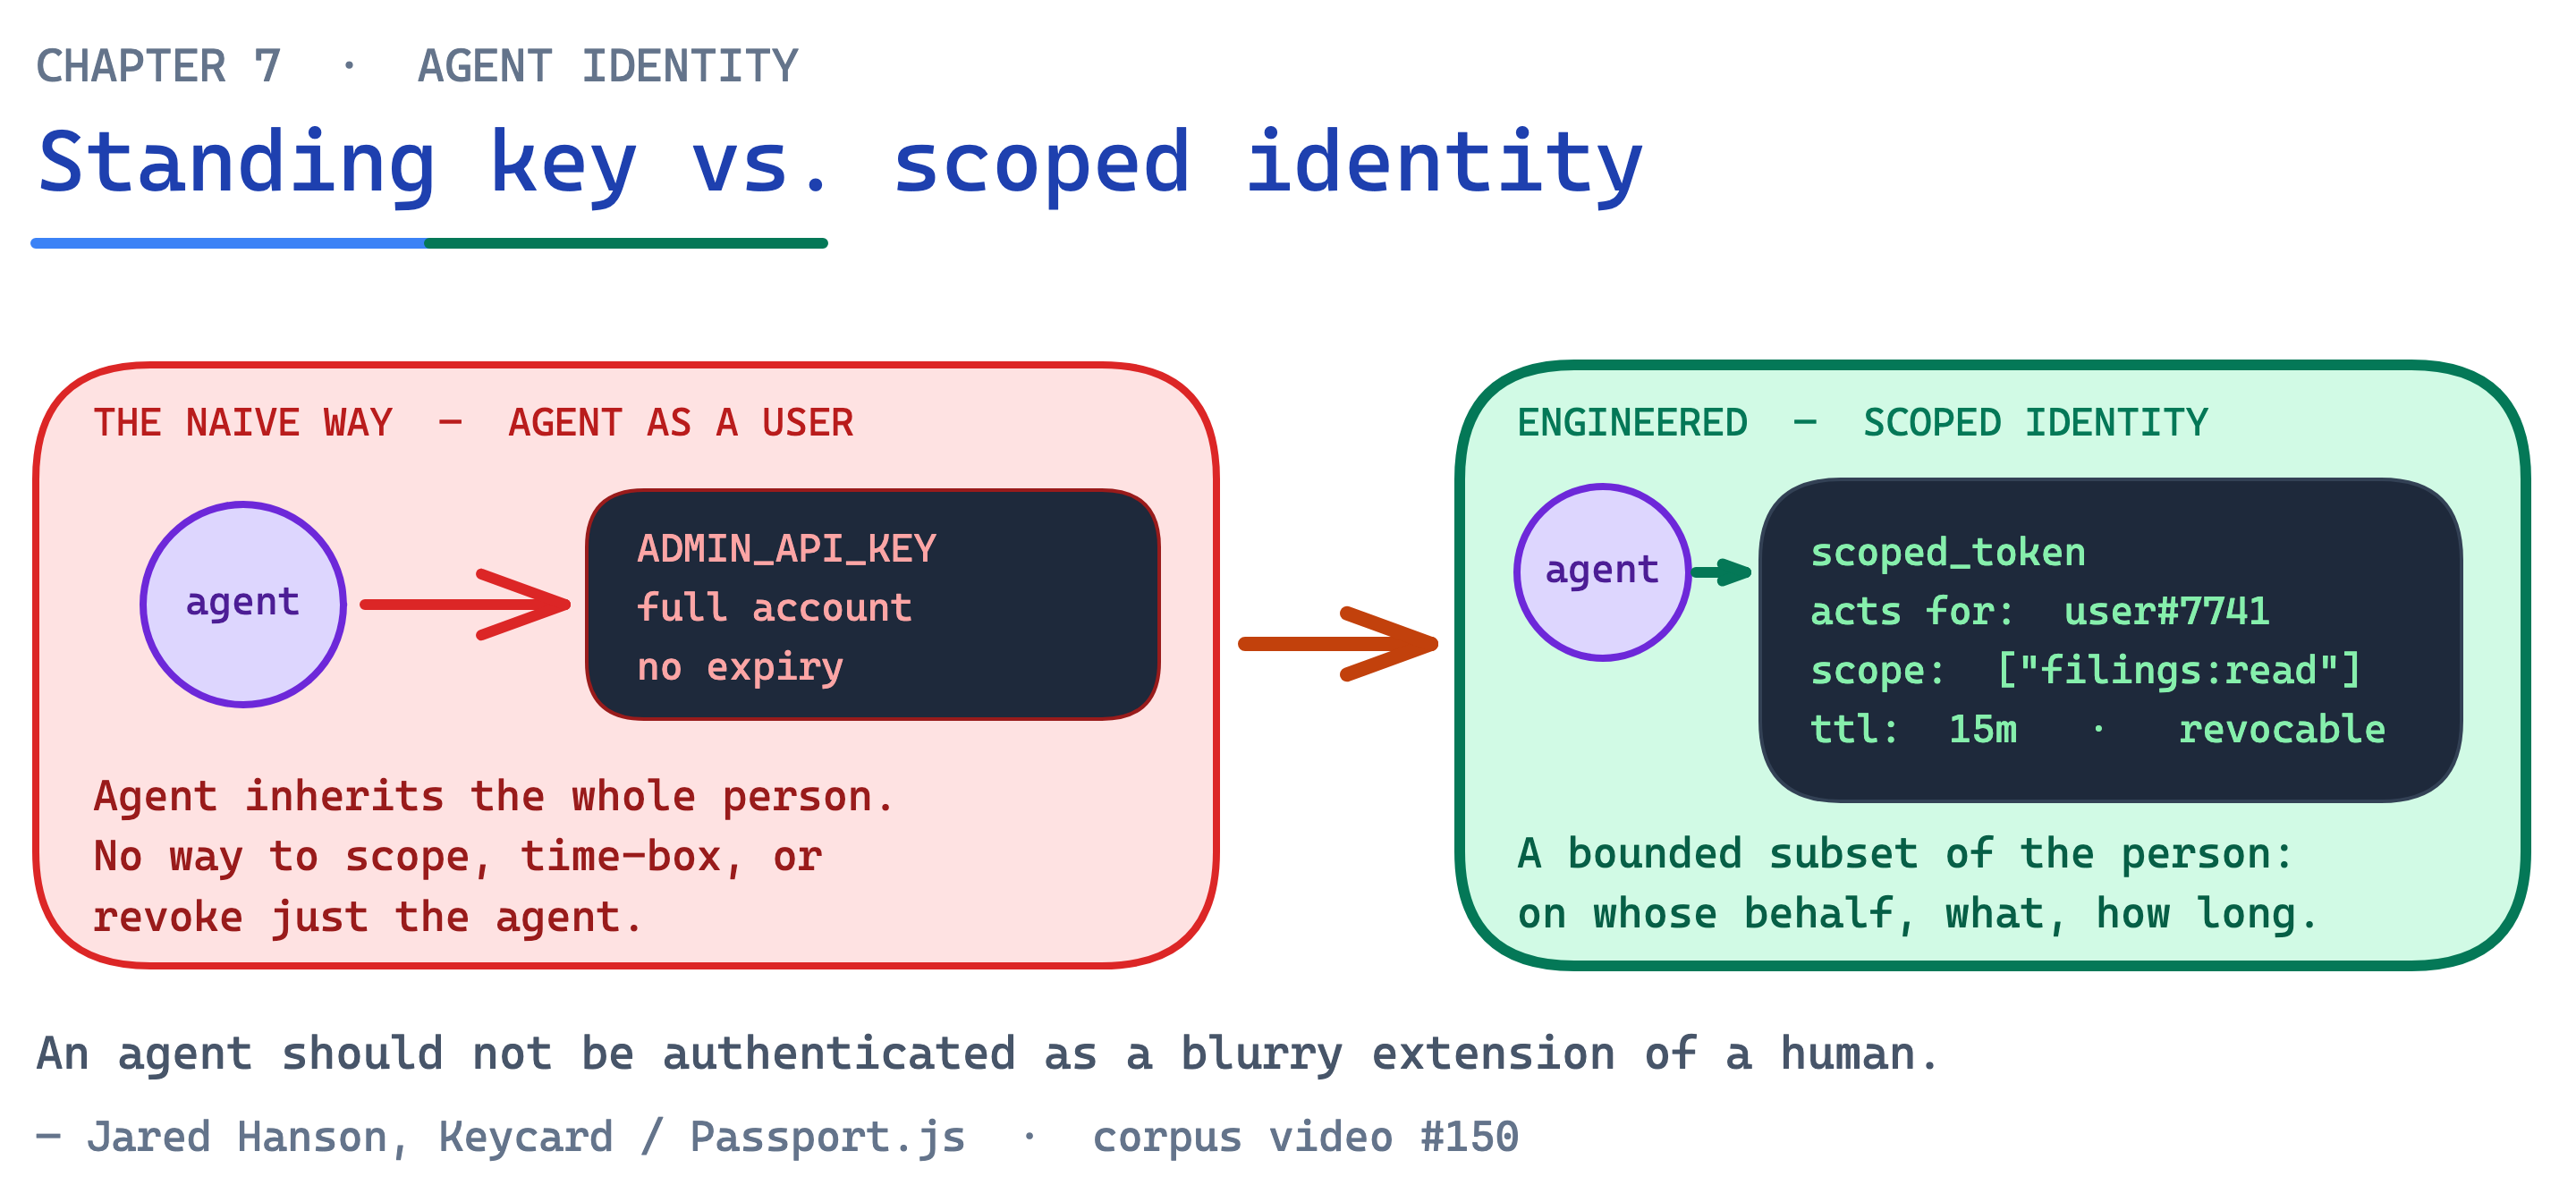 CHAPTER 7 · AGENT IDENTITY
Standing key vs. scoped identity
THE NAIVE WAY — AGENT AS A USER
agent
ADMIN_API_KEY
full account
no expiry
Agent inherits the whole person.
No way to scope, time-box, or
revoke just the agent.
ENGINEERED — SCOPED IDENTITY
agent
scoped_token
acts for: user#7741
scope: ["filings:read"]
ttl: 15m · revocable
A bounded subset of the person:
on whose behalf, what, how long.
An agent should not be authenticated as a blurry extension of a human.
— Jared Hanson, Keycard / Passport.js · corpus video #150